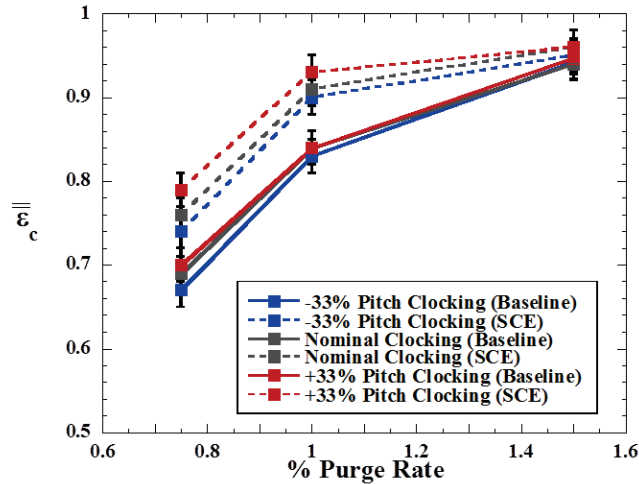 1
0.9
0.8
0.7
0.6
0.5
ε̄̿c
-33% Pitch Clocking (Baseline)
-33% Pitch Clocking (SCE)
Nominal Clocking (Baseline)
Nominal Clocking (SCE)
+33% Pitch Clocking (Baseline)
+33% Pitch Clocking (SCE)
0.6 0.8 1 1.2 1.4 1.6
% Purge Rate